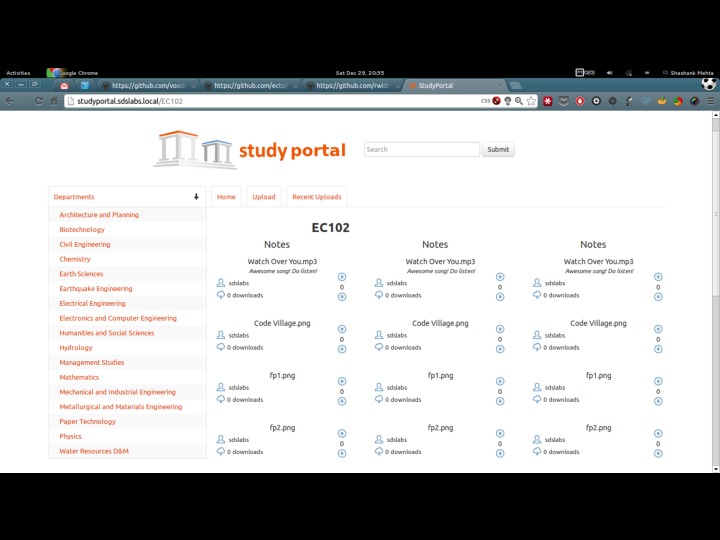 Activities
Google Chrome
Sat Dec 29, 20:35
Shashank Mehta
https://github.com/vood
https://github.com/ecto/
https://github.com/rwldr
StudyPortal
studyportal.sdslabs.local/EC102
css
study portal
Search
Submit
Departments
Home
Upload
Recent Uploads
Architecture and Planning
Biotechnology
Civil Engineering
Chemistry
Earth Sciences
Earthquake Engineering
Electrical Engineering
Electronics and Computer Engineering
Humanities and Social Sciences
Hydrology
Management Studies
Mathematics
Mechanical and Industrial Engineering
Metallurgical and Materials Engineering
Paper Technology
Physics
Water Resources D&M
EC102
Notes
Watch Over You.mp3
Awesome song! Do listen!
sdslabs
0
0 downloads
Code Village.png
sdslabs
0
0 downloads
fp1.png
sdslabs
0
0 downloads
fp2.png
sdslabs
0
0 downloads
Notes
Watch Over You.mp3
Awesome song! Do listen!
sdslabs
0
0 downloads
Code Village.png
sdslabs
0
0 downloads
fp1.png
sdslabs
0
0 downloads
fp2.png
sdslabs
0
0 downloads
Notes
Watch Over You.mp3
Awesome song! Do listen!
sdslabs
0
0 downloads
Code Village.png
sdslabs
0
0 downloads
fp1.png
sdslabs
0
0 downloads
fp2.png
sdslabs
0
0 downloads